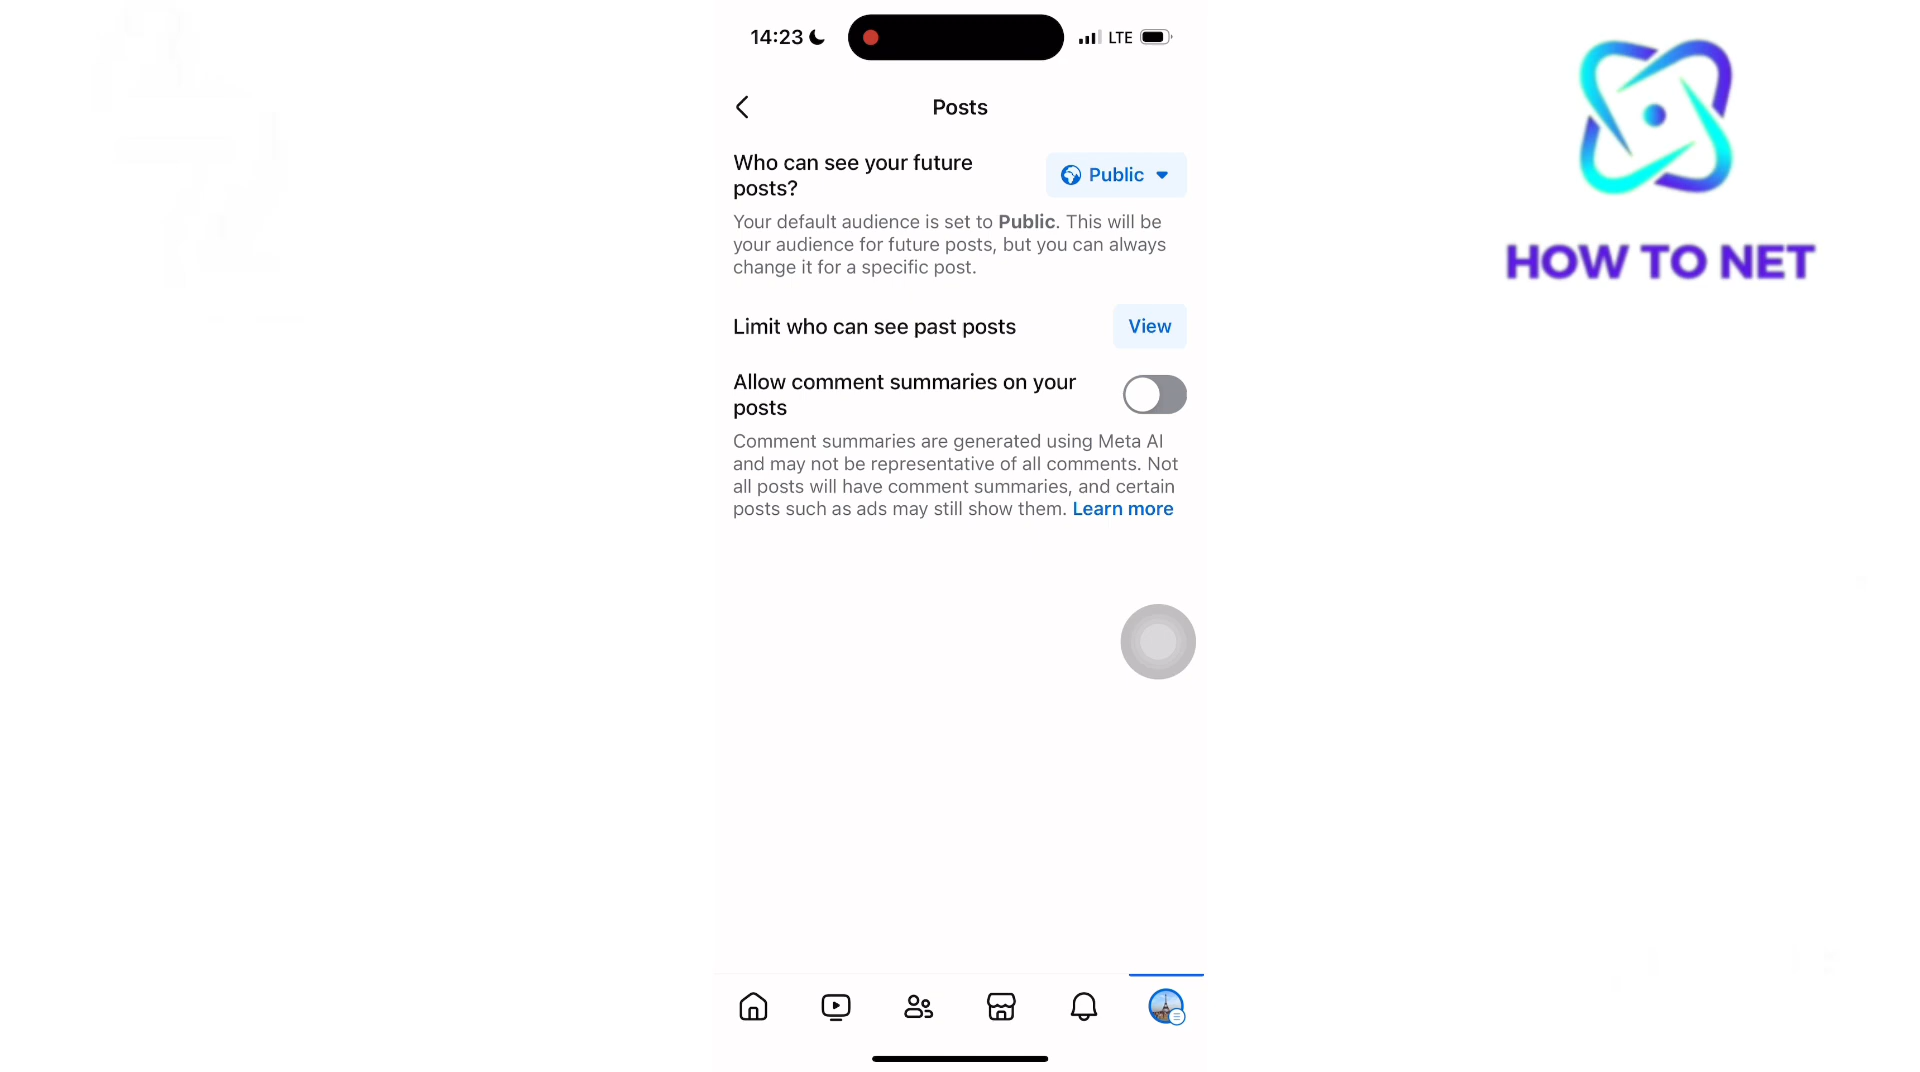 14:23
LTE
Posts
Who can see your future
posts?
Public
Your default audience is set to Public. This will be
your audience for future posts, but you can always
change it for a specific post.
Limit who can see past posts
View
Allow comment summaries on your
posts
Comment summaries are generated using Meta AI
and may not be representative of all comments. Not
all posts will have comment summaries, and certain
posts such as ads may still show them. Learn more
HOW TO NET